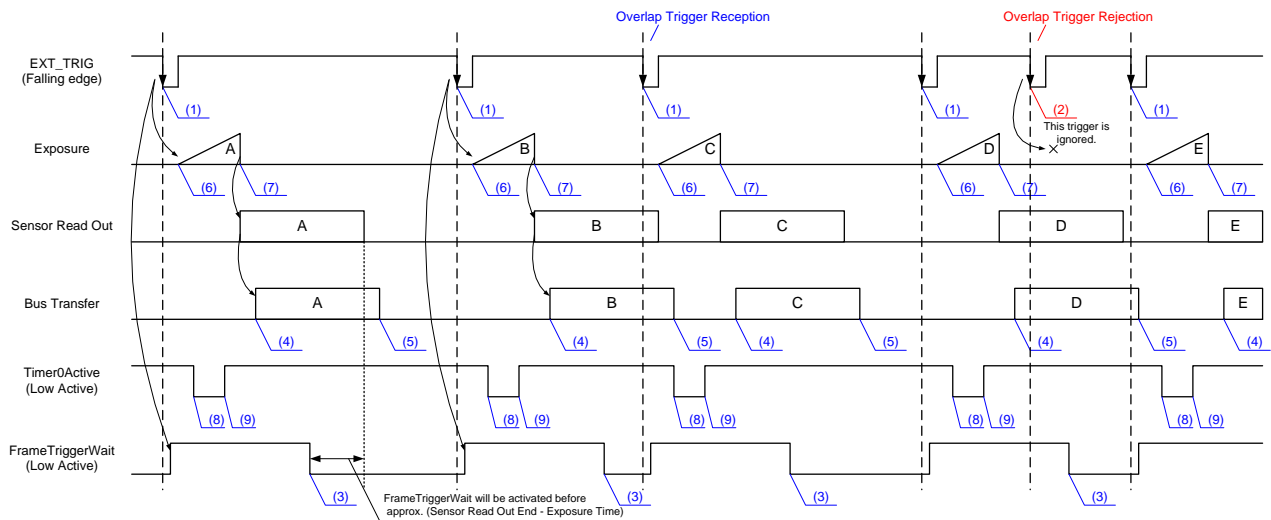 Overlap Trigger Reception
Overlap Trigger Rejection
EXT_TRIG
(Falling edge)
(1)
(1)
(1)
(1)
(2)
(1)
This trigger is
ignored.
Exposure
A
B
C
D
E
(6)
(7)
(6)
(7)
(6)
(7)
(6)
(7)
(6)
(7)
Sensor Read Out
A
B
C
D
E
Bus Transfer
A
B
C
D
E
(4)
(5)
(4)
(5)
(4)
(5)
(4)
(5)
(4)
Timer0Active
(Low Active)
(8)
(9)
(8)
(9)
(8)
(9)
(8)
(9)
(8)
(9)
FrameTriggerWait
(Low Active)
(3)
(3)
(3)
(3)
FrameTriggerWait will be activated before
approx. (Sensor Read Out End - Exposure Time)